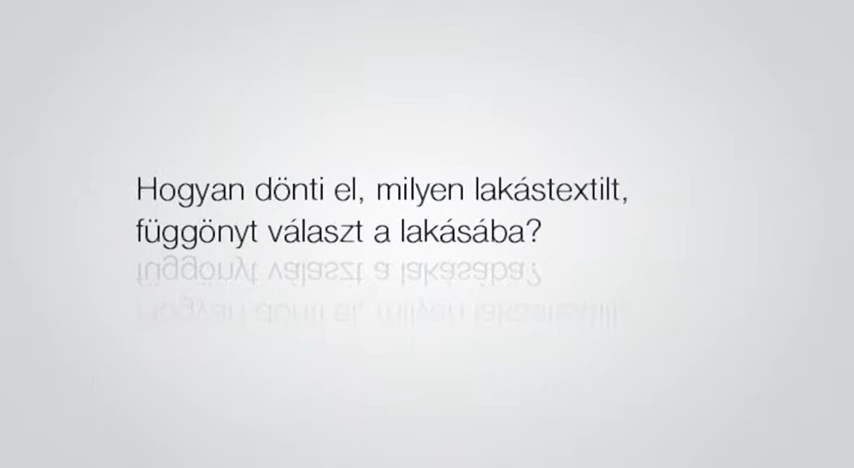 Hogyan dönti el, milyen lakástextilt,
függönyt választ a lakásába?